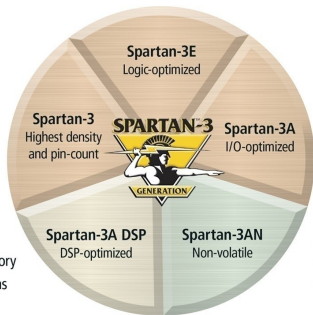 Spartan-3E
Logic-optimized
Spartan-3
Highest density
and pin-count
SPARTAN-3
GENERATION
Spartan-3A
I/O-optimized
Spartan-3A DSP
DSP-optimized
Spartan-3AN
Non-volatile